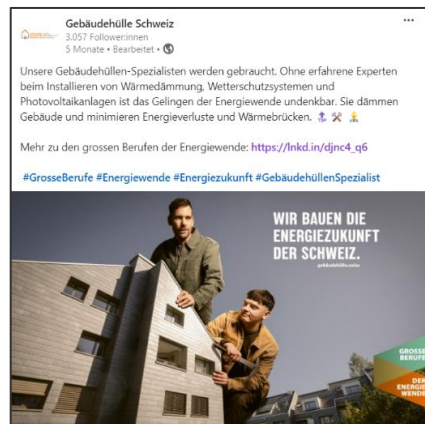 Gebäudehülle Schweiz
3.057 Follower:innen
5 Monate • Bearbeitet •
Unsere Gebäudehüllen-Spezialisten werden gebraucht. Ohne erfahrene Experten
beim Installieren von Wärmedämmung, Wetterschutzsystemen und
Photovoltaikanlagen ist das Gelingen der Energiewende undenkbar. Sie dämmen
Gebäude und minimieren Energieverluste und Wärmebrücken.
Mehr zu den grossen Berufen der Energiewende: https://lnkd.in/djnc4_q6
#GrosseBerufe #Energiewende #Energiezukunft #GebäudehüllenSpezialist
WIR BAUEN DIE
ENERGIEZUKUNFT
DER SCHWEIZ.
gebäudehülle.swiss
GROSSE
BERUFE
DER
ENERGIE
WENDE